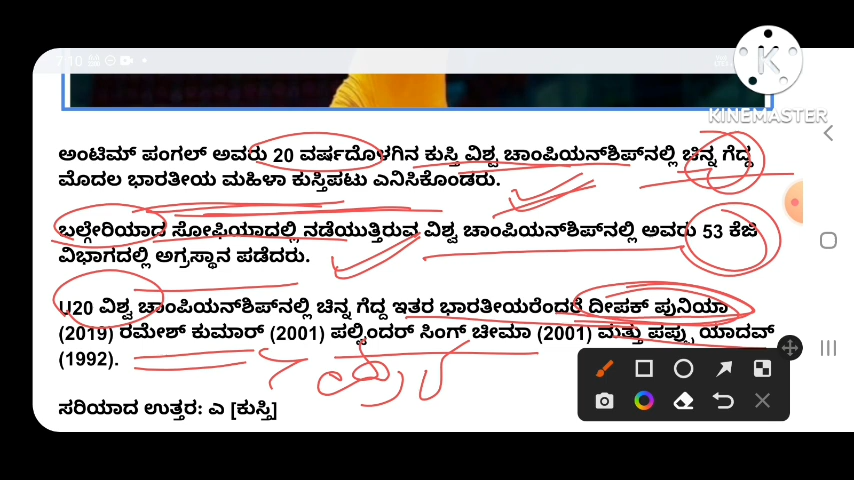 7:10
KINEMASTER
ಅಂಟಿಮ್ ಪಂಗಲ್ ಅವರು 20 ವರ್ಷದೊಳಗಿನ ಕುಸ್ತಿ ವಿಶ್ವ ಚಾಂಪಿಯನ್‌ಶಿಪ್‌ನಲ್ಲಿ ಚಿನ್ನ ಗೆದ್ದ
ಮೊದಲ ಭಾರತೀಯ ಮಹಿಳಾ ಕುಸ್ತಿಪಟು ಎನಿಸಿಕೊಂಡರು.
ಬಲ್ಗೇರಿಯಾದ ಸೋಫಿಯಾದಲ್ಲಿ ನಡೆಯುತ್ತಿರುವ ವಿಶ್ವ ಚಾಂಪಿಯನ್‌ಶಿಪ್‌ನಲ್ಲಿ ಅವರು 53 ಕೆಜಿ
ವಿಭಾಗದಲ್ಲಿ ಅಗ್ರಸ್ಥಾನ ಪಡೆದರು.
U20 ವಿಶ್ವ ಚಾಂಪಿಯನ್‌ಶಿಪ್‌ನಲ್ಲಿ ಚಿನ್ನ ಗೆದ್ದ ಇತರ ಭಾರತೀಯರೆಂದರೆ ದೀಪಕ್ ಪುನಿಯಾ
(2019) ರಮೇಶ್ ಕುಮಾರ್ (2001) ಪಲ್ವಿಂದರ್ ಸಿಂಗ್ ಚೀಮಾ (2001) ಮತ್ತು ಪಪ್ಪು ಯಾದವ್
(1992).
ಸರಿಯಾದ ಉತ್ತರ: ಎ [ಕುಸ್ತಿ]